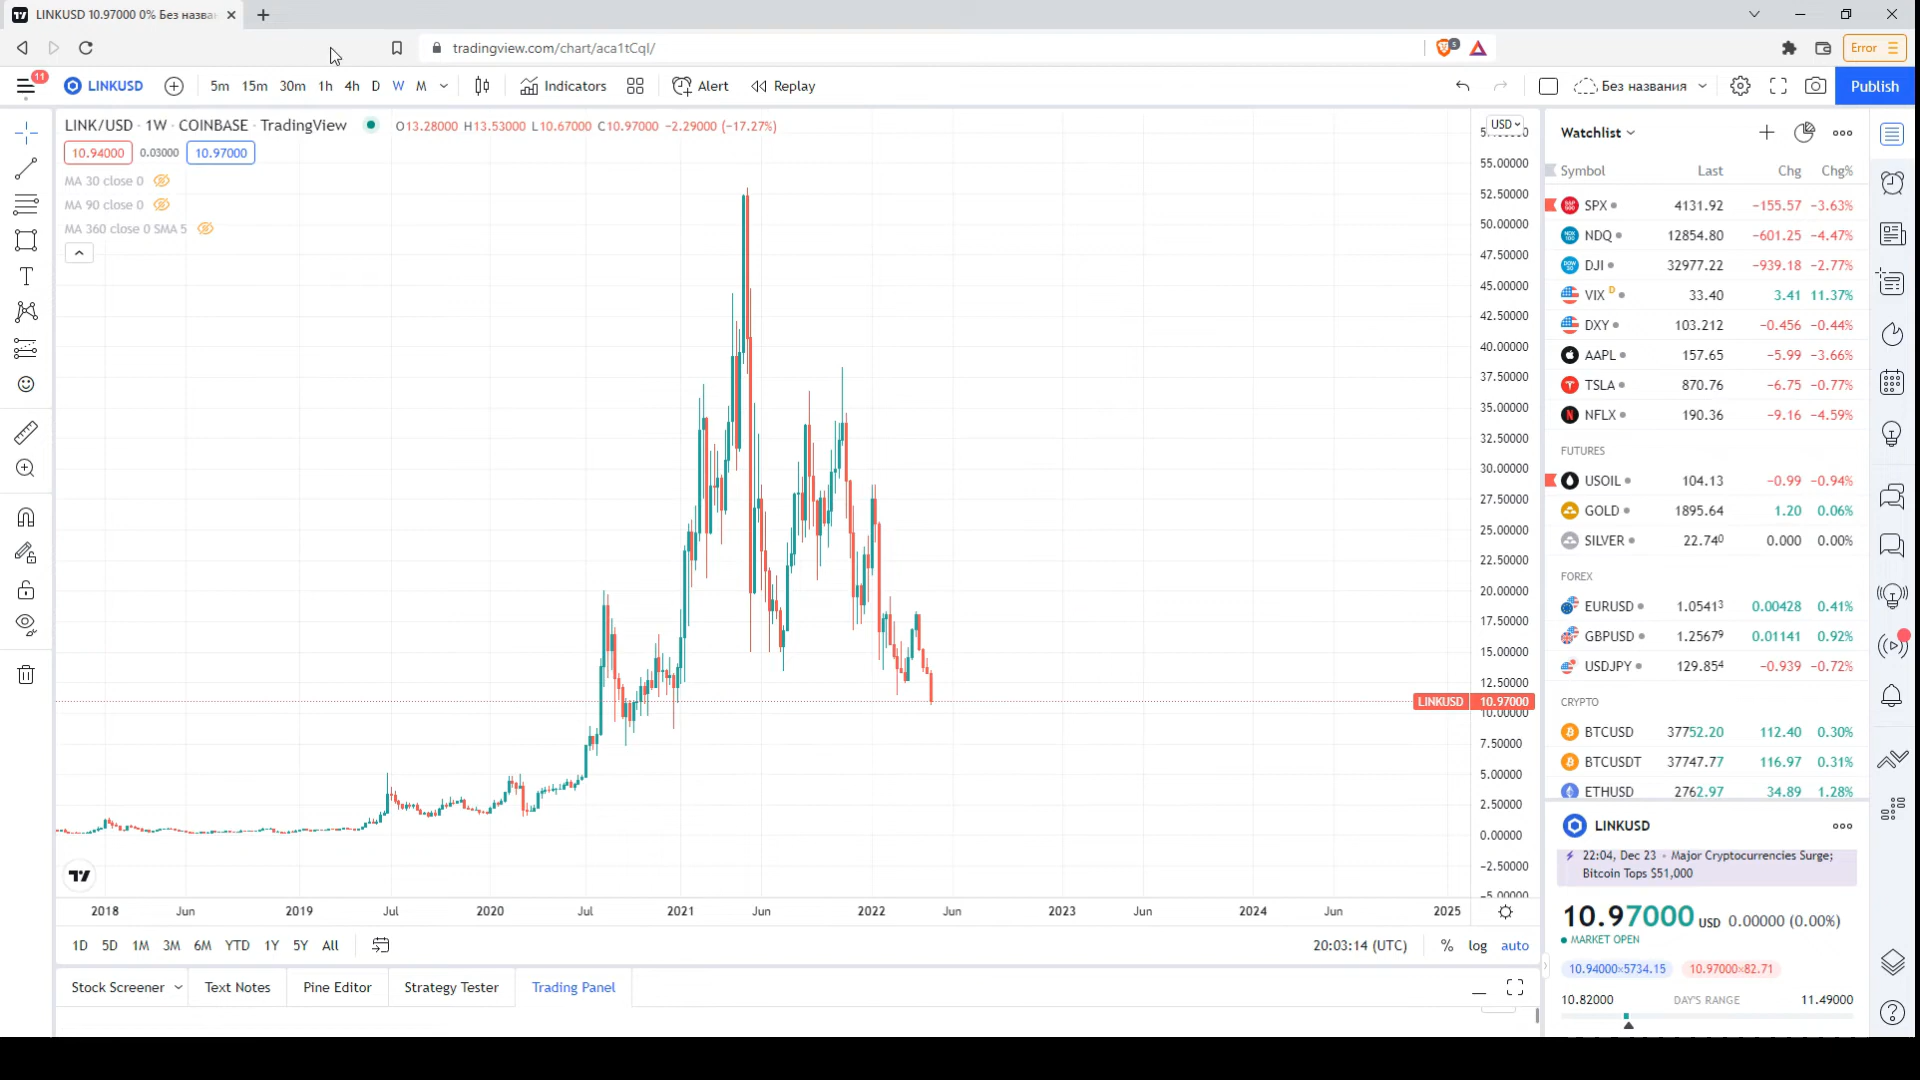 LINKUSD 10.97000 0% Без назва
tradingview.com/chart/aca1tCqI/
5
Error
11
LINKUSD
5m 15m 30m 1h 4h D W M
Indicators
Alert
Replay
Без названия
Publish
LINK/USD · 1W · COINBASE · TradingView
O13.28000 H13.53000 L10.67000 C10.97000 −2.29000 (−17.27%)
10.94000 0.03000 10.97000
MA 30 close 0
MA 90 close 0
MA 360 close 0 SMA 5
USD
55.00000
52.50000
50.00000
47.50000
45.00000
42.50000
40.00000
37.50000
35.00000
32.50000
30.00000
27.50000
25.00000
22.50000
20.00000
17.50000
15.00000
12.50000
LINKUSD 10.97000
10.00000
7.50000
5.00000
2.50000
0.00000
−2.50000
−5.00000
2018 Jun 2019 Jul 2020 Jul 2021 Jun 2022 Jun 2023 Jun 2024 Jun 2025
1D 5D 1M 3M 6M YTD 1Y 5Y All
20:03:14 (UTC) % log auto
Stock Screener Text Notes Pine Editor Strategy Tester Trading Panel
Watchlist
Symbol Last Chg Chg%
SPX 4131.92 −155.57 −3.63%
NDQ 12854.80 −601.25 −4.47%
DJI 32977.22 −939.18 −2.77%
VIX D 33.40 3.41 11.37%
DXY 103.212 −0.456 −0.44%
AAPL 157.65 −5.99 −3.66%
TSLA 870.76 −6.75 −0.77%
NFLX 190.36 −9.16 −4.59%
FUTURES
USOIL 104.13 −0.99 −0.94%
GOLD 1895.64 1.20 0.06%
SILVER 22.740 0.000 0.00%
FOREX
EURUSD 1.05413 0.00428 0.41%
GBPUSD 1.25679 0.01141 0.92%
USDJPY 129.854 −0.939 −0.72%
CRYPTO
BTCUSD 37752.20 112.40 0.30%
BTCUSDT 37747.77 116.97 0.31%
ETHUSD 2762.97 34.89 1.28%
LINKUSD
22:04, Dec 23 • Major Cryptocurrencies Surge;
Bitcoin Tops $51,000
10.97000 USD 0.00000 (0.00%)
MARKET OPEN
10.94000×5734.15 10.97000×82.71
10.82000 DAY'S RANGE 11.49000